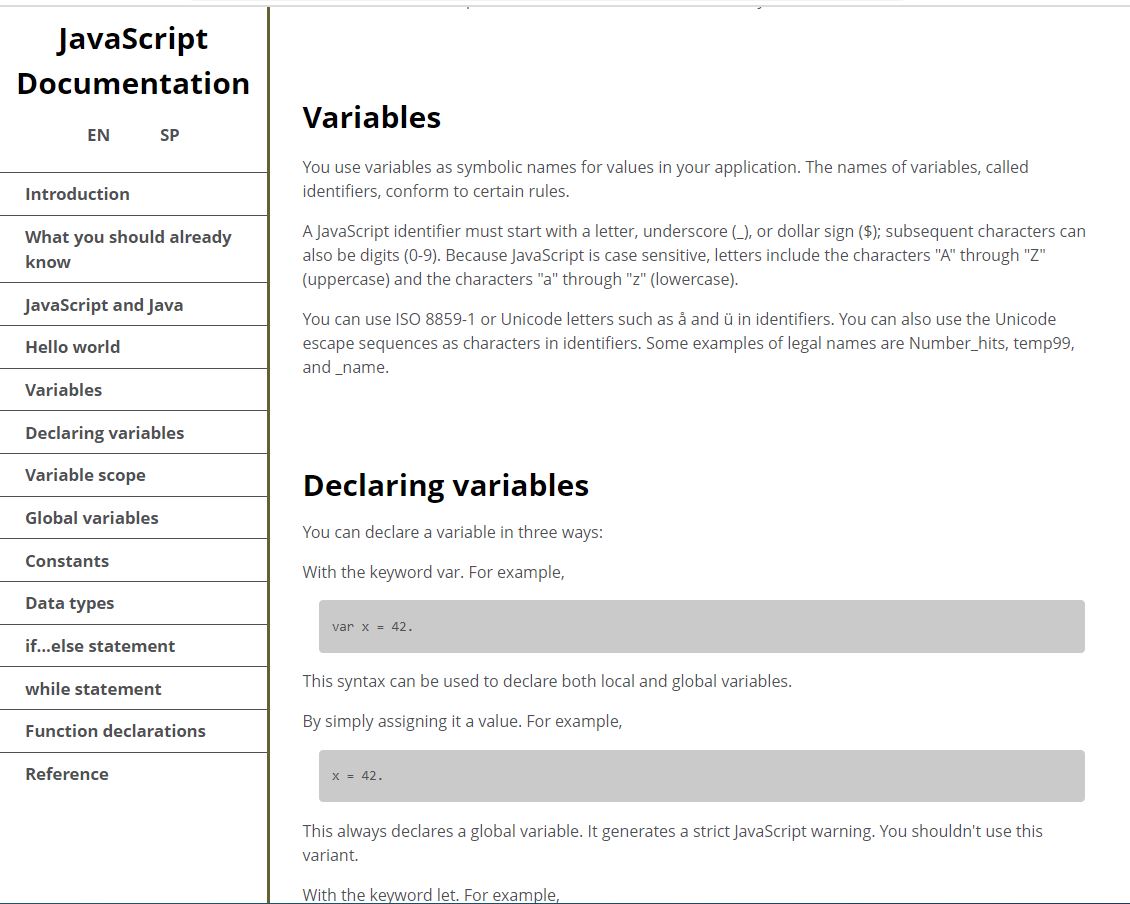 JavaScript
Documentation
EN SP
Introduction
What you should already
know
JavaScript and Java
Hello world
Variables
Declaring variables
Variable scope
Global variables
Constants
Data types
if...else statement
while statement
Function declarations
Reference
Variables
You use variables as symbolic names for values in your application. The names of variables, called
identifiers, conform to certain rules.
A JavaScript identifier must start with a letter, underscore (_), or dollar sign ($); subsequent characters can
also be digits (0-9). Because JavaScript is case sensitive, letters include the characters "A" through "Z"
(uppercase) and the characters "a" through "z" (lowercase).
You can use ISO 8859-1 or Unicode letters such as å and ü in identifiers. You can also use the Unicode
escape sequences as characters in identifiers. Some examples of legal names are Number_hits, temp99,
and _name.
Declaring variables
You can declare a variable in three ways:
With the keyword var. For example,
var x = 42.
This syntax can be used to declare both local and global variables.
By simply assigning it a value. For example,
x = 42.
This always declares a global variable. It generates a strict JavaScript warning. You shouldn't use this
variant.
With the keyword let. For example,